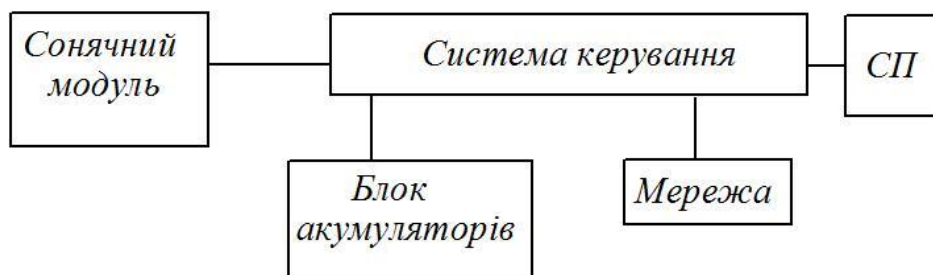 Сонячний
модуль
Система керування
СП
Блок
акумуляторів
Мережа